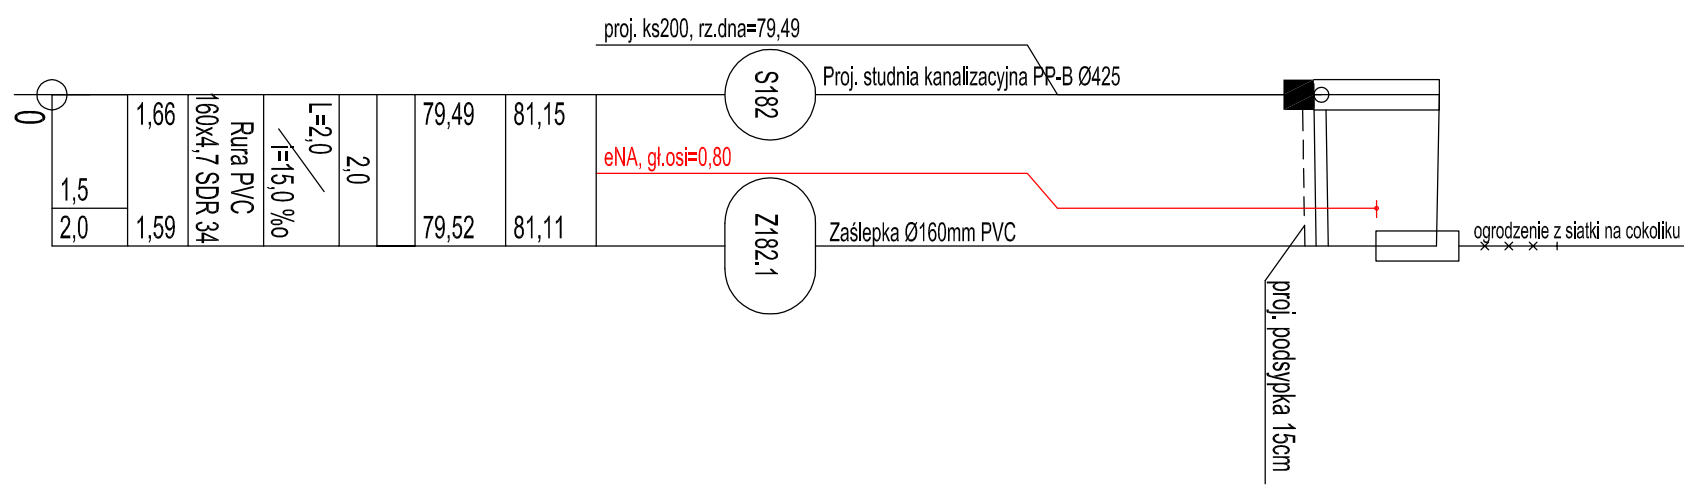 proj. ks200, rz.dna=79,49
S182
Proj. studnia kanalizacyjna PP-B Ø425
0
1,66
160x4,7 SDR 34
Rura PVC
L=2,0
i=15,0 ‰
2,0
79,49
81,15
eNA, gł.osi=0,80
1,5
2,0
1,59
79,52
81,11
Z182.1
Zaślepka Ø160mm PVC
ogrodzenie z siatki na cokoliku
proj. podsypka 15cm